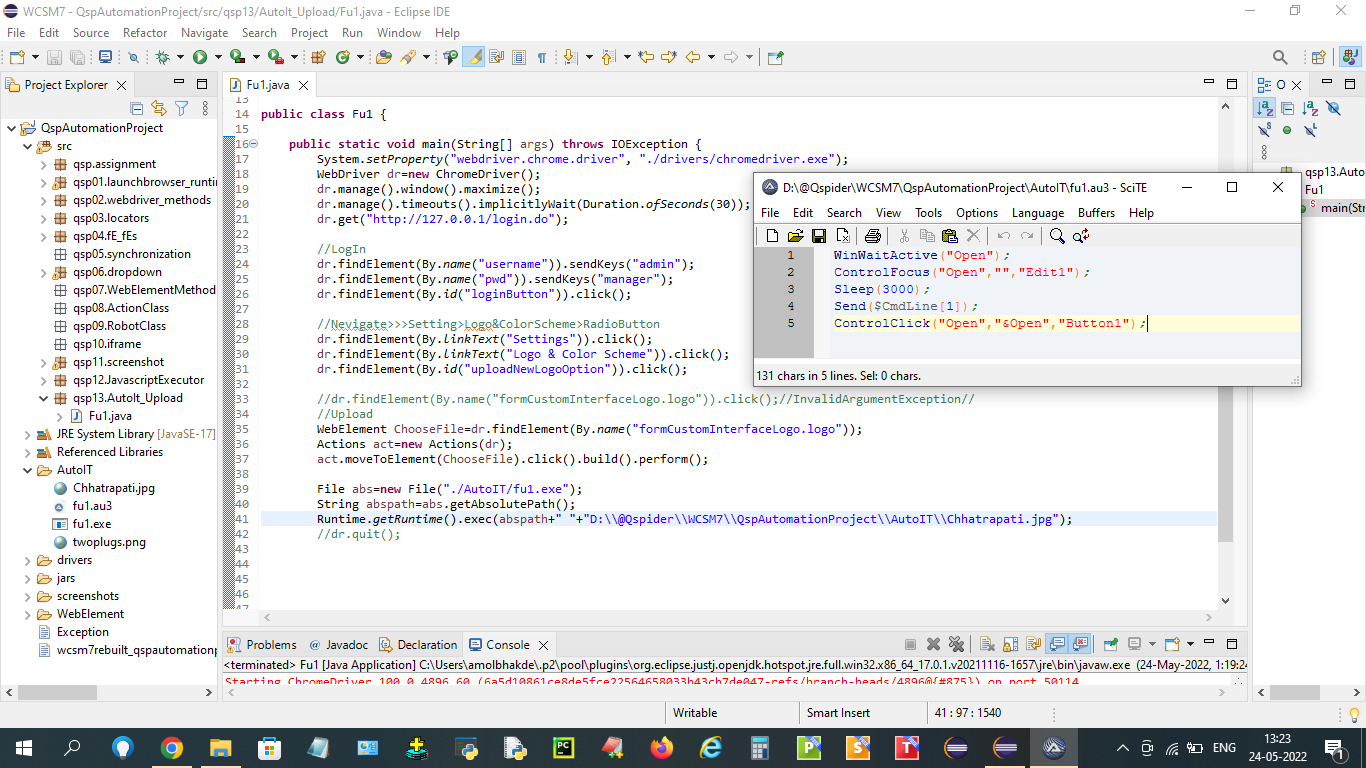 WCSM7 - QspAutomationProject/src/qsp13/AutoIt_Upload/Fu1.java - Eclipse IDE
File Edit Source Refactor Navigate Search Project Run Window Help
Project Explorer
QspAutomationProject
src
qsp.assignment
qsp01.launchbrowser_runtir
qsp02.webdriver_methods
qsp03.locators
qsp04.fE_fEs
qsp05.synchronization
qsp06.dropdown
qsp07.WebElementMethod
qsp08.ActionClass
qsp09.RobotClass
qsp10.iframe
qsp11.screenshot
qsp12.JavascriptExecutor
qsp13.AutoIt_Upload
Fu1.java
JRE System Library [JavaSE-17]
Referenced Libraries
AutoIT
Chhatrapati.jpg
fu1.au3
fu1.exe
twoplugs.png
drivers
jars
screenshots
WebElement
Exception
wcsm7rebuilt_qspautomationp
Fu1.java
13
14 public class Fu1 {
15
16 public static void main(String[] args) throws IOException {
17 System.setProperty("webdriver.chrome.driver", "./drivers/chromedriver.exe");
18 WebDriver dr=new ChromeDriver();
19 dr.manage().window().maximize();
20 dr.manage().timeouts().implicitlyWait(Duration.ofSeconds(30));
21 dr.get("http://127.0.0.1/login.do");
22
23 //LogIn
24 dr.findElement(By.name("username")).sendKeys("admin");
25 dr.findElement(By.name("pwd")).sendKeys("manager");
26 dr.findElement(By.id("loginButton")).click();
27
28 //Nevigate>>>Setting>Logo&ColorScheme>RadioButton
29 dr.findElement(By.linkText("Settings")).click();
30 dr.findElement(By.linkText("Logo & Color Scheme")).click();
31 dr.findElement(By.id("uploadNewLogoOption")).click();
32
33 //dr.findElement(By.name("formCustomInterfaceLogo.logo")).click();//InvalidArgumentException//
34 //Upload
35 WebElement ChooseFile=dr.findElement(By.name("formCustomInterfaceLogo.logo"));
36 Actions act=new Actions(dr);
37 act.moveToElement(ChooseFile).click().build().perform();
38
39 File abs=new File("./AutoIT/fu1.exe");
40 String abspath=abs.getAbsolutePath();
41 Runtime.getRuntime().exec(abspath+" "+"D:\\@Qspider\\WCSM7\\QspAutomationProject\\AutoIT\\Chhatrapati.jpg");
42 //dr.quit();
43
44
45
46
47
D:\@Qspider\WCSM7\QspAutomationProject\AutoIT\fu1.au3 - SciTE
File Edit Search View Tools Options Language Buffers Help
1 WinWaitActive("Open");
2 ControlFocus("Open","","Edit1");
3 Sleep(3000);
4 Send($CmdLine[1]);
5 ControlClick("Open","&Open","Button1");
131 chars in 5 lines. Sel: 0 chars.
O
qsp13.Auto
Fu1
main(Str
Problems @ Javadoc Declaration Console
<terminated> Fu1 [Java Application] C:\Users\amolbhakde\.p2\pool\plugins\org.eclipse.justj.openjdk.hotspot.jre.full.win32.x86_64_17.0.1.v20211116-1657\jre\bin\javaw.exe (24-May-2022, 1:19:24
Starting ChromeDriver 100.0.4896.60 (6a5d10861ce8de5fce22564658033b43cb7de047-refs/branch-heads/4896@{#875}) on port 50114
Writable Smart Insert 41 : 97 : 1540
ENG
13:23
24-05-2022
1